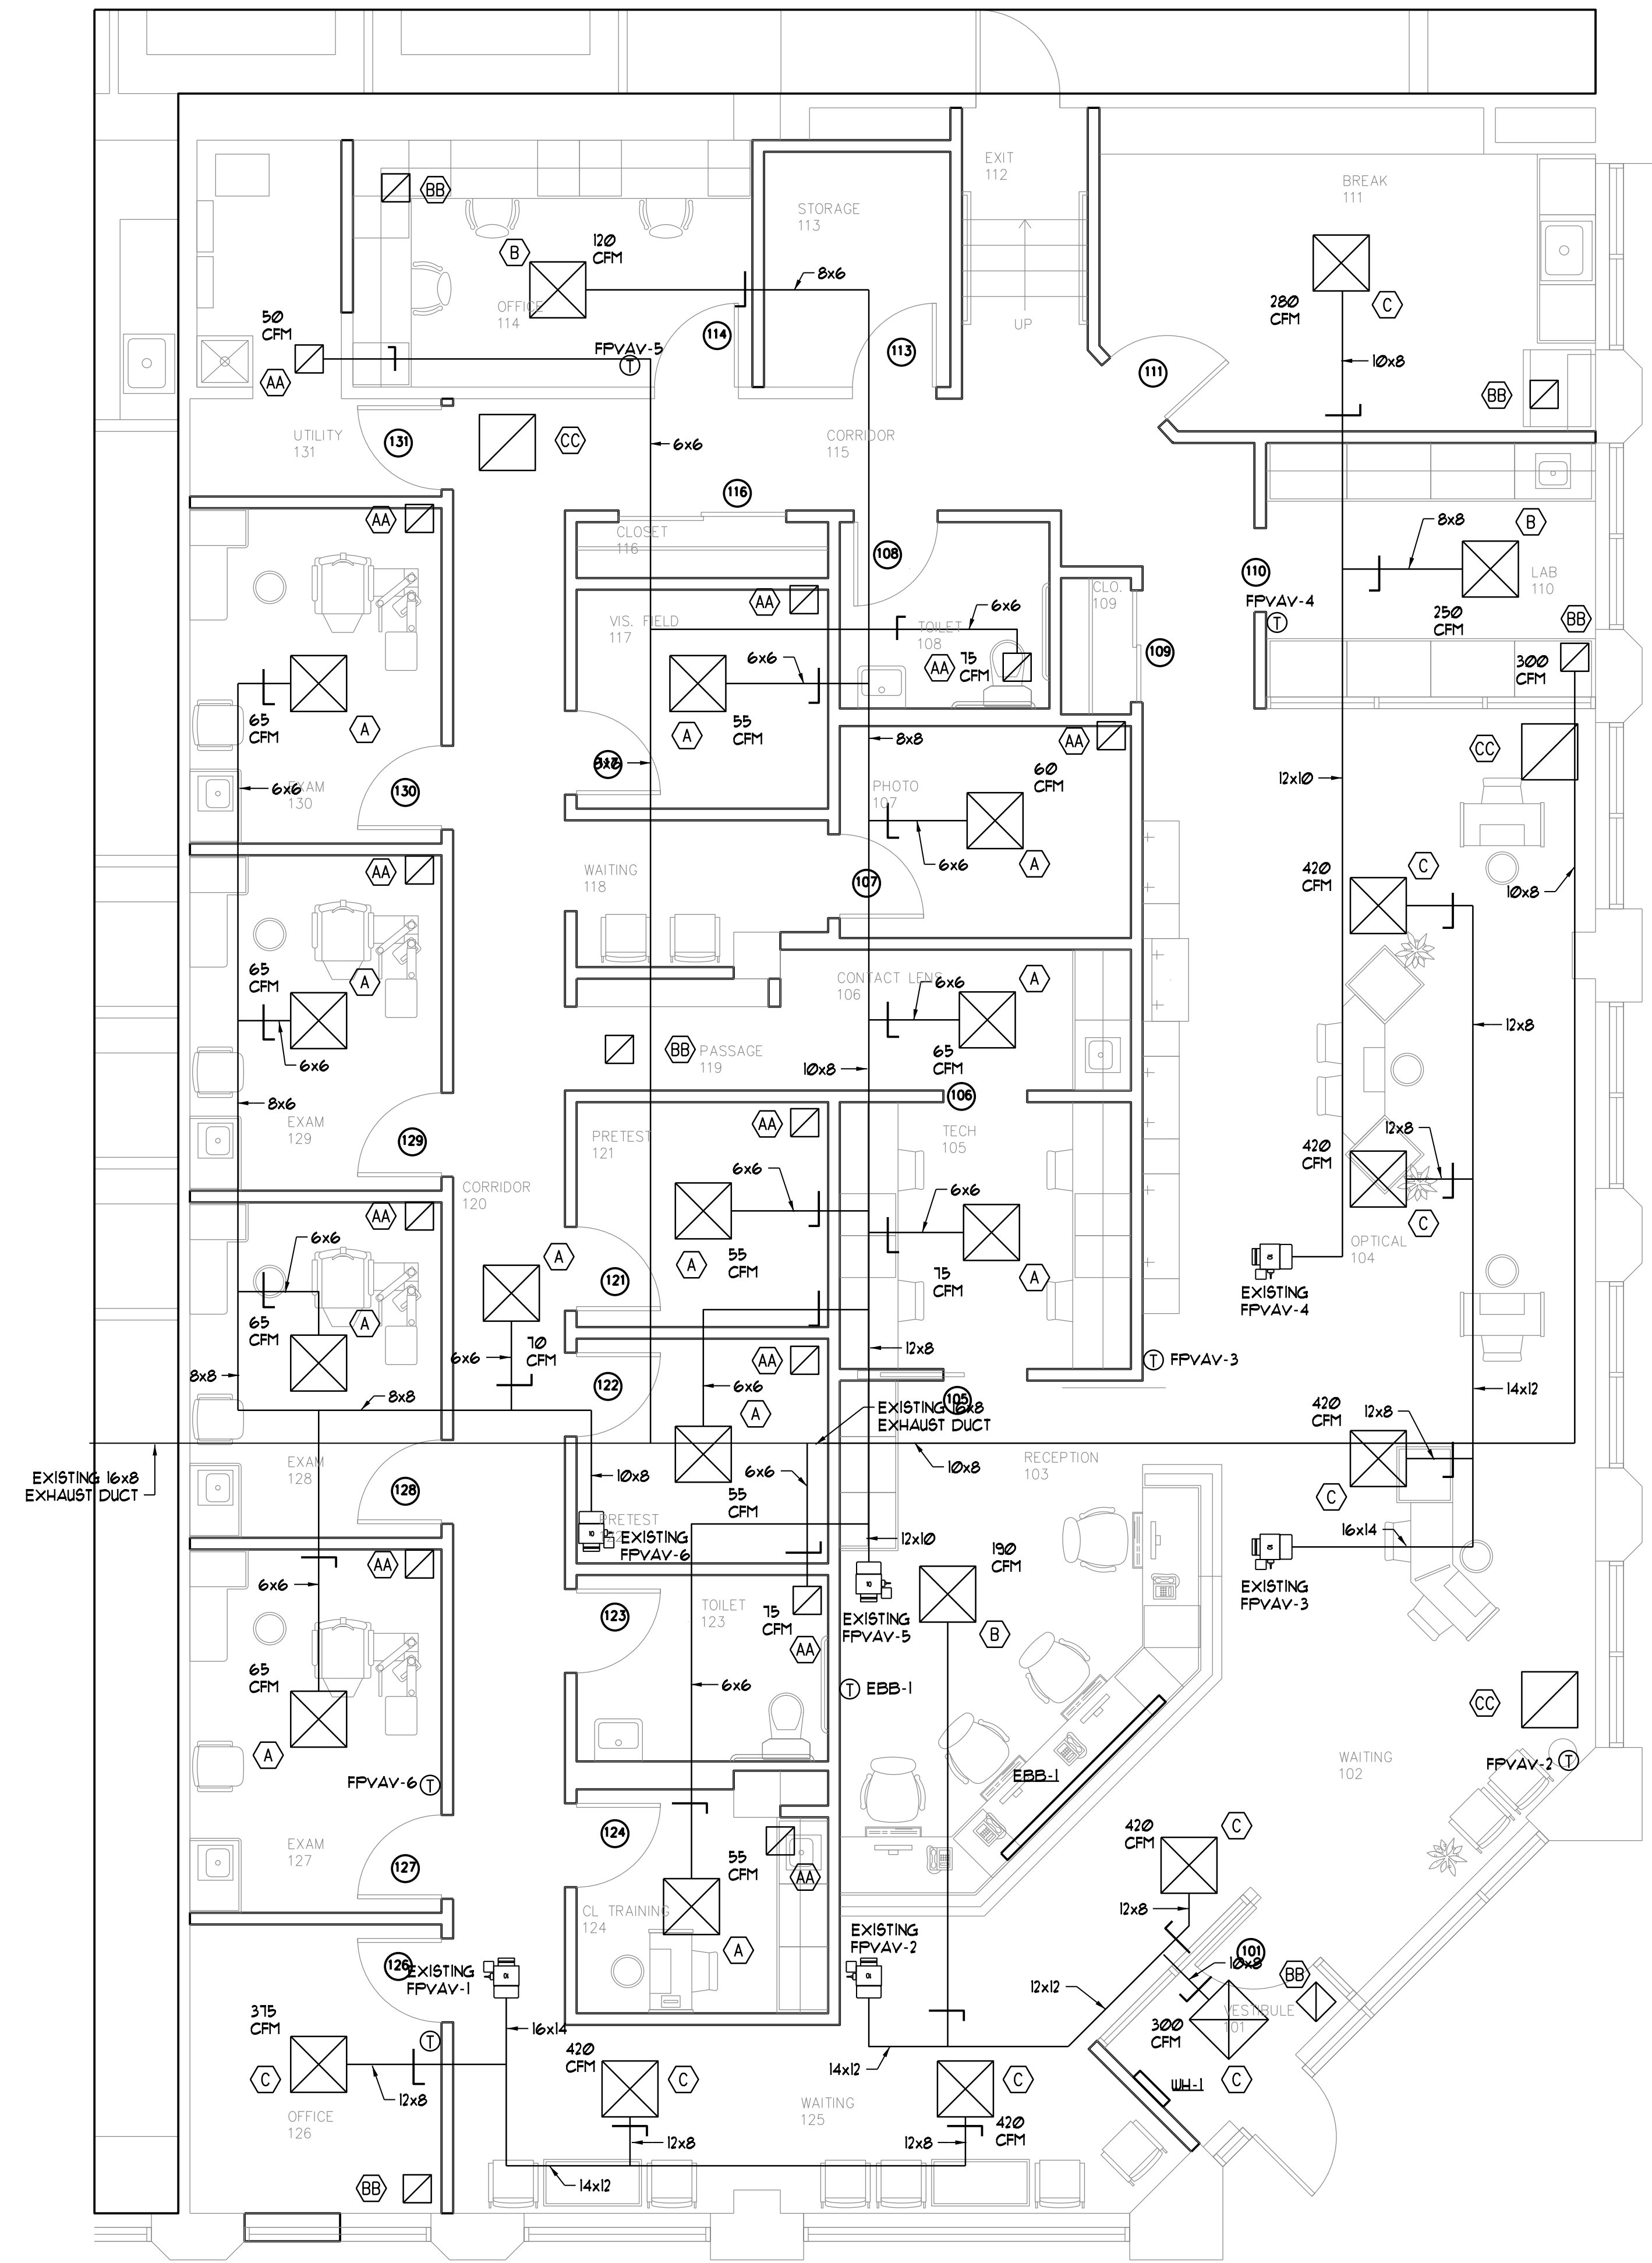 EXIT
112
BREAK
111
STORAGE
113
BB
120
CFM
B
8x6
OFFICE
114
280
CFM
C
UP
50
CFM
FPVAV-5
T
114
113
111
10x8
AA
BB
UTILITY
131
131
CC
6x6
CORRIDOR
115
116
AA
CLOSET
116
108
8x8
B
110
LAB
110
FPVAV-4
T
CLO.
109
AA
VIS. FIELD
117
6x6
TOILET
108
250
CFM
BB
109
6x6
AA
75
CFM
300
CFM
65
CFM
A
A
55
CFM
8x8
AA
CC
6x6
EXAM
130
130
PHOTO
107
60
CFM
12x10
AA
WAITING
118
107
6x6
A
420
CFM
C
10x8
65
CFM
A
CONTACT LENS
106
6x6
A
12x8
6x6
BB
PASSAGE
119
65
CFM
10x8
8x6
106
EXAM
129
129
AA
PRETEST
121
TECH
105
12x8
420
CFM
6x6
6x6
CORRIDOR
120
AA
C
6x6
A
A
55
CFM
75
CFM
A
OPTICAL
104
121
EXISTING
FPVAV-4
65
CFM
A
70
CFM
6x6
12x8
AA
T
FPVAV-3
8x8
8x8
122
6x6
A
105
EXISTING 16x8
EXHAUST DUCT
14x12
420
CFM
12x8
EXISTING 16x8
EXHAUST DUCT
EXAM
128
128
10x8
6x6
10x8
RECEPTION
103
55
CFM
C
PRETEST
EXISTING
FPVAV-6
12x10
16x14
190
CFM
AA
6x6
EXISTING
FPVAV-3
123
TOILET
123
75
CFM
EXISTING
FPVAV-5
B
AA
65
CFM
6x6
T
EBB-1
CC
A
FPVAV-6
T
EBB-1
WAITING
102
FPVAV-2
T
EXAM
127
127
124
55
CFM
AA
420
CFM
C
CL TRAINING
124
A
12x8
EXISTING
FPVAV-2
101
10x8
126
EXISTING
FPVAV-1
BB
12x12
VESTIBULE
101
375
CFM
T
16x14
300
CFM
C
12x8
420
CFM
C
14x12
C
WH-1
C
OFFICE
126
WAITING
125
420
CFM
12x8
12x8
BB
14x12